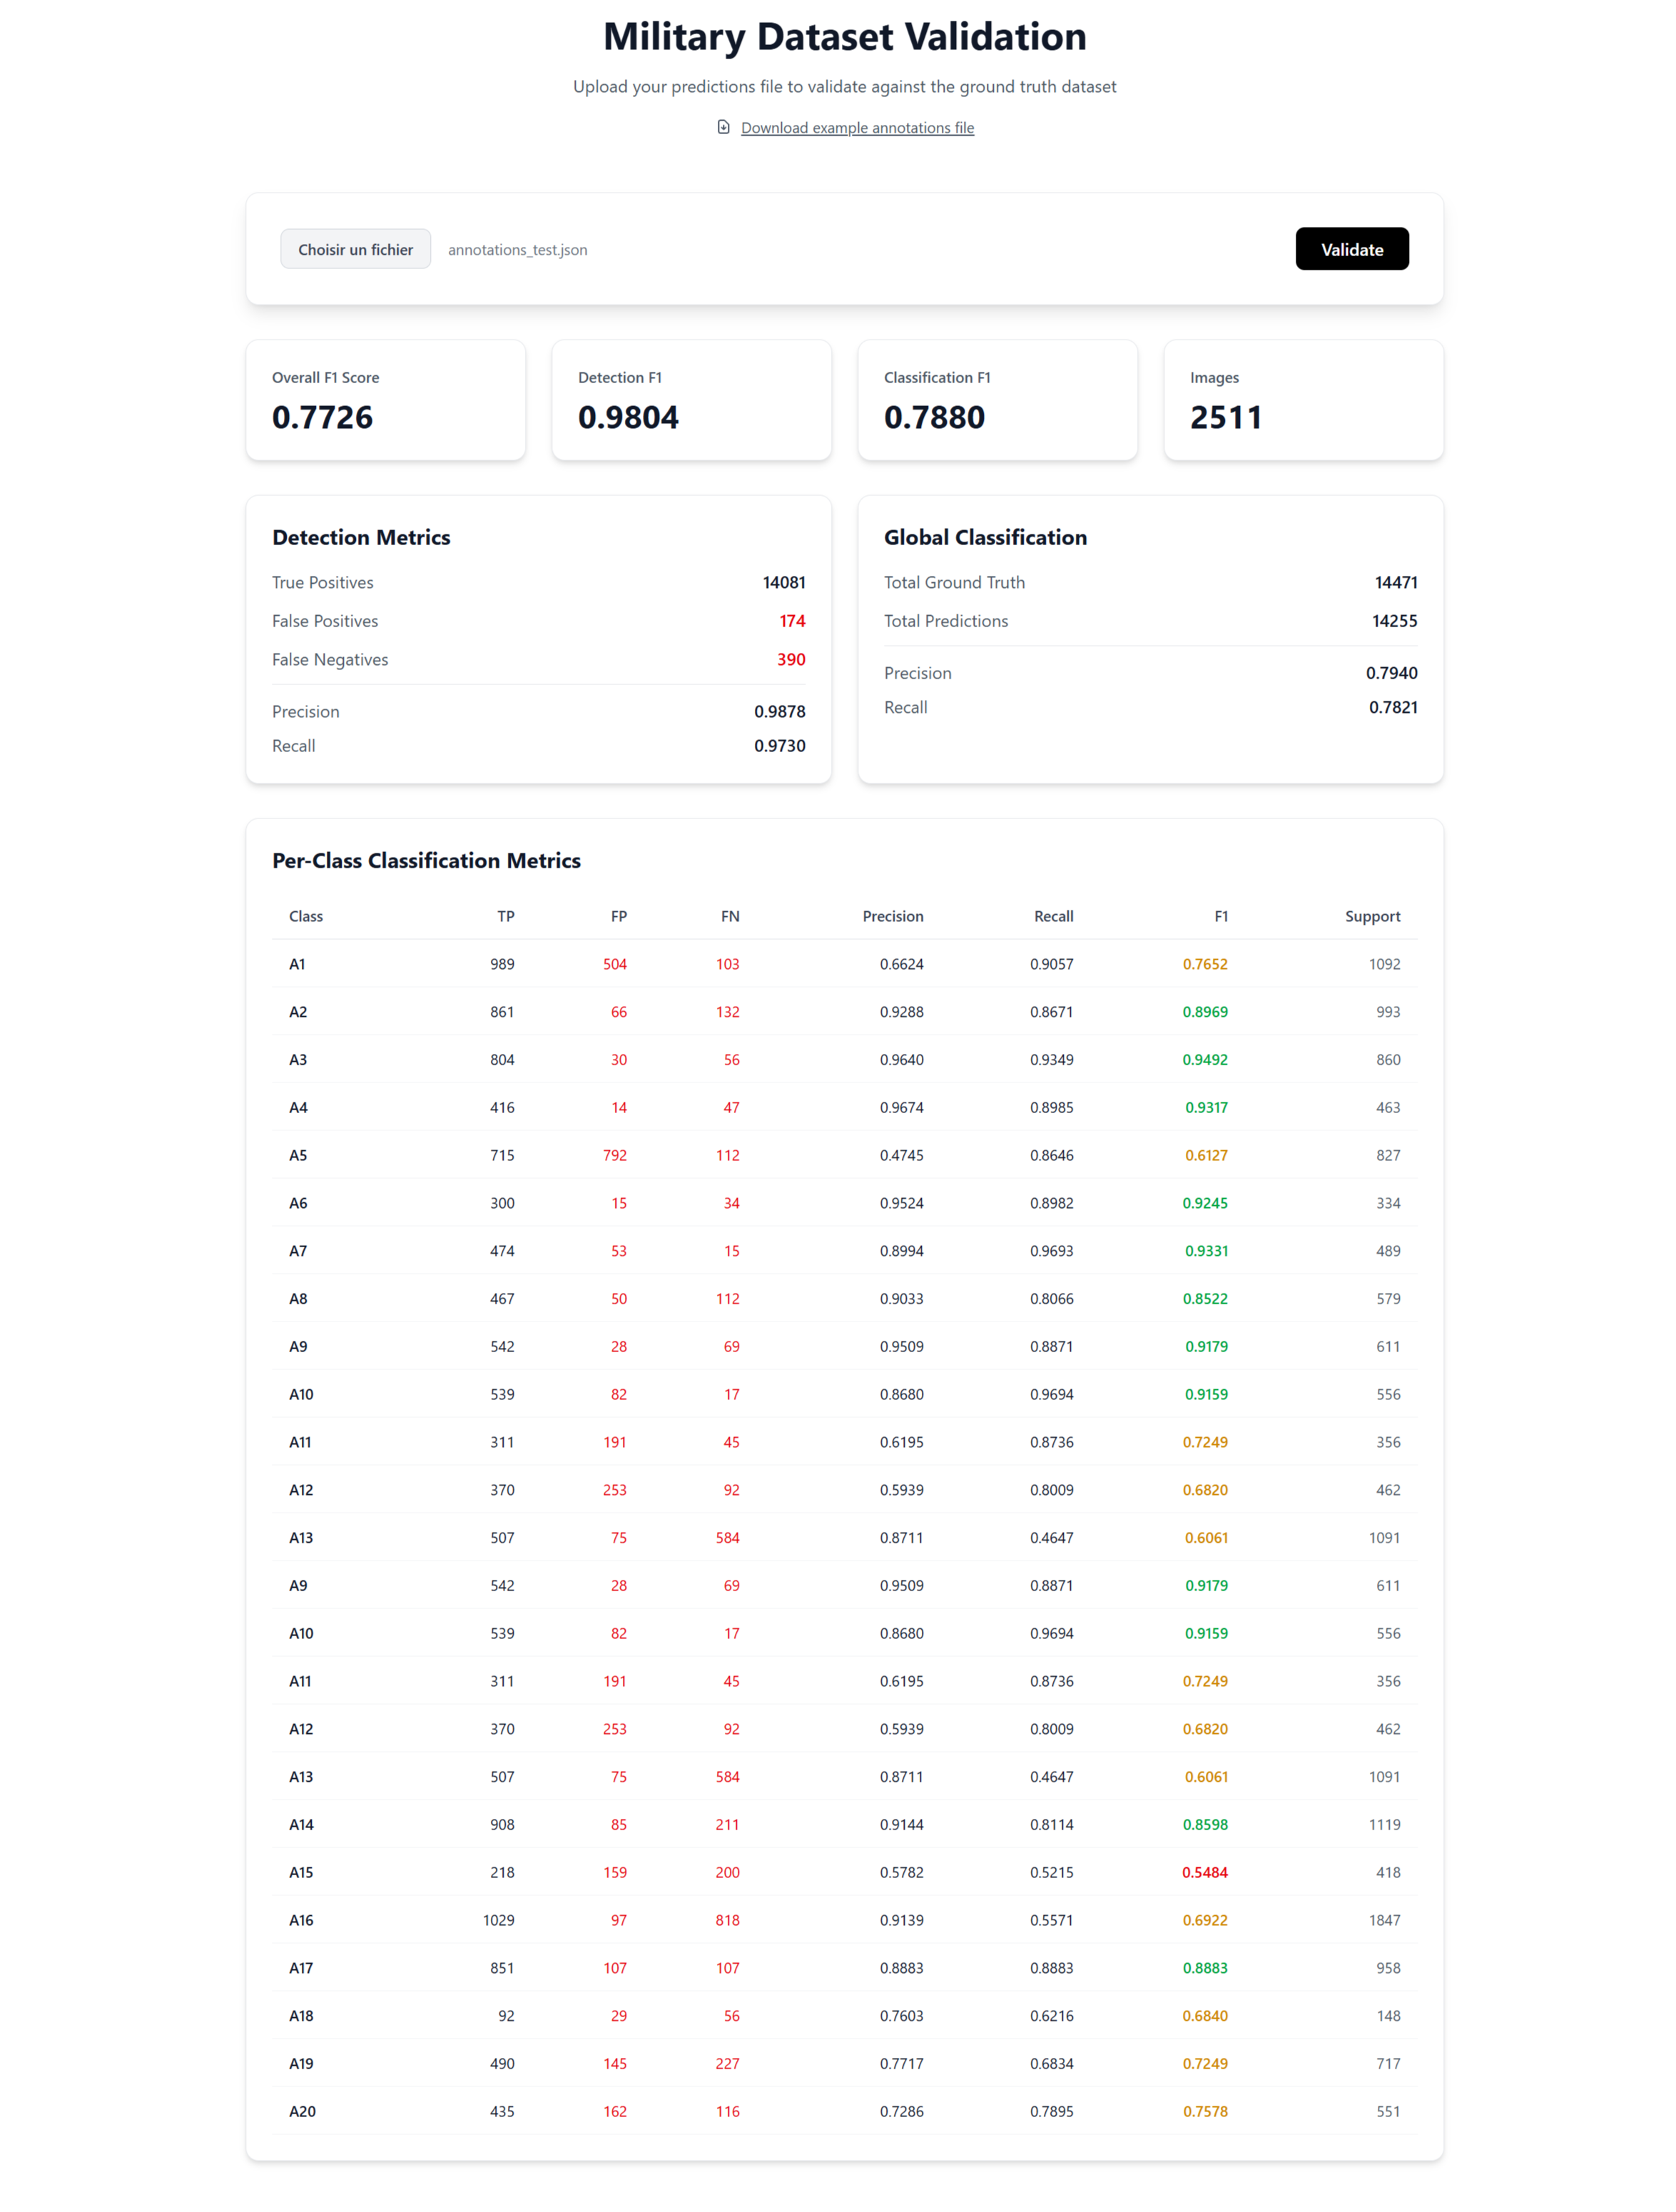 Military Dataset Validation
Upload your predictions file to validate against the ground truth dataset
Download example annotations file
Choisir un fichier annotations_test.json Validate
Overall F1 Score Detection F1 Classification F1 Images
0.7726 0.9804 0.7880 2511
Detection Metrics
True Positives 14081
False Positives 174
False Negatives 390
Precision 0.9878
Recall 0.9730
Global Classification
Total Ground Truth 14471
Total Predictions 14255
Precision 0.7940
Recall 0.7821
Per-Class Classification Metrics
Class TP FP FN Precision Recall F1 Support
A1 989 504 103 0.6624 0.9057 0.7652 1092
A2 861 66 132 0.9288 0.8671 0.8969 993
A3 804 30 56 0.9640 0.9349 0.9492 860
A4 416 14 47 0.9674 0.8985 0.9317 463
A5 715 792 112 0.4745 0.8646 0.6127 827
A6 300 15 34 0.9524 0.8982 0.9245 334
A7 474 53 15 0.8994 0.9693 0.9331 489
A8 467 50 112 0.9033 0.8066 0.8522 579
A9 542 28 69 0.9509 0.8871 0.9179 611
A10 539 82 17 0.8680 0.9694 0.9159 556
A11 311 191 45 0.6195 0.8736 0.7249 356
A12 370 253 92 0.5939 0.8009 0.6820 462
A13 507 75 584 0.8711 0.4647 0.6061 1091
A9 542 28 69 0.9509 0.8871 0.9179 611
A10 539 82 17 0.8680 0.9694 0.9159 556
A11 311 191 45 0.6195 0.8736 0.7249 356
A12 370 253 92 0.5939 0.8009 0.6820 462
A13 507 75 584 0.8711 0.4647 0.6061 1091
A14 908 85 211 0.9144 0.8114 0.8598 1119
A15 218 159 200 0.5782 0.5215 0.5484 418
A16 1029 97 818 0.9139 0.5571 0.6922 1847
A17 851 107 107 0.8883 0.8883 0.8883 958
A18 92 29 56 0.7603 0.6216 0.6840 148
A19 490 145 227 0.7717 0.6834 0.7249 717
A20 435 162 116 0.7286 0.7895 0.7578 551